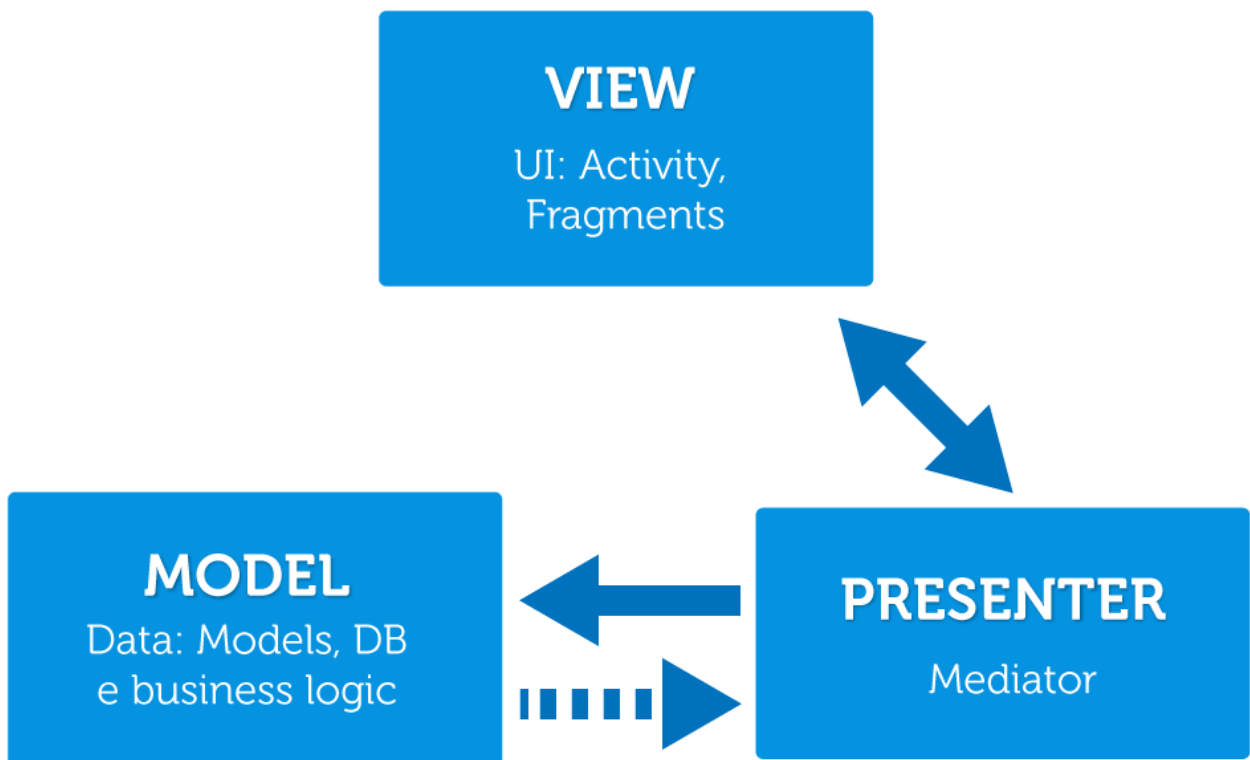 VIEW
UI: Activity,
Fragments
MODEL
Data: Models, DB
e business logic
PRESENTER
Mediator